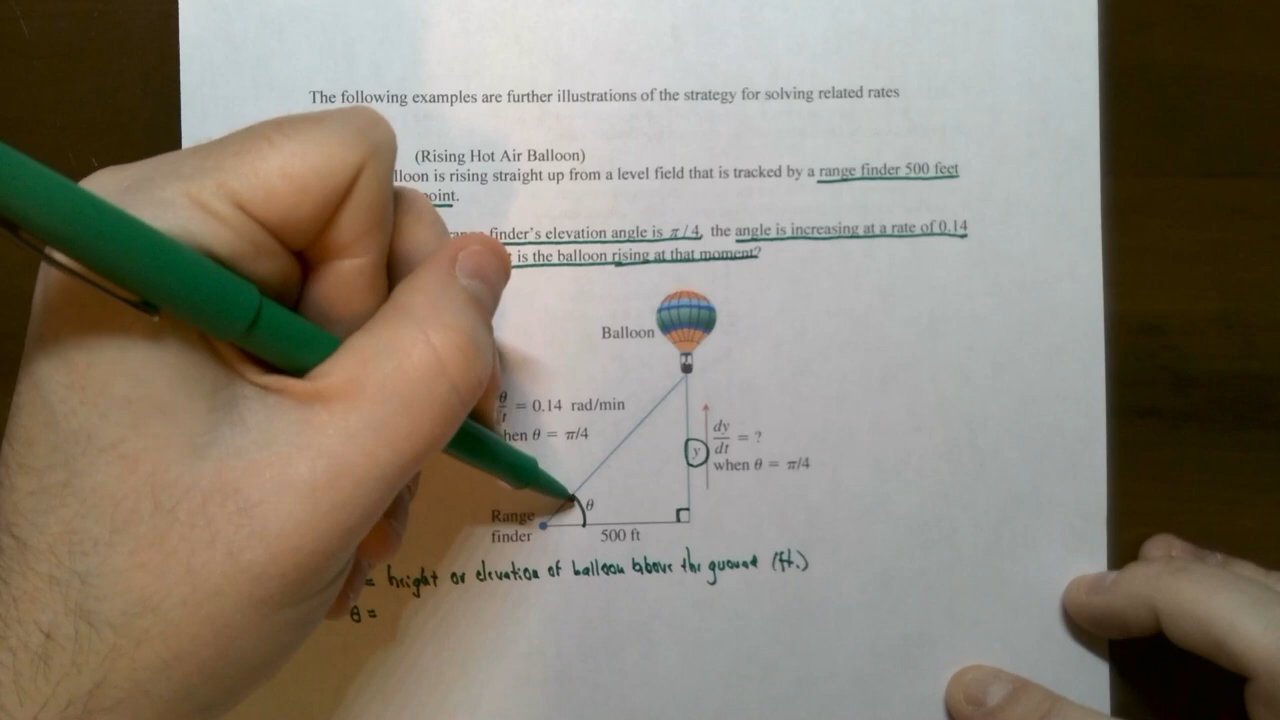 The following examples are further illustrations of the strategy for solving related rates
(Rising Hot Air Balloon)
lloon is rising straight up from a level field that is tracked by a range finder 500 feet
oint.
finder's elevation angle is π/4, the angle is increasing at a rate of 0.14
is the balloon rising at that moment?
Balloon
θ/t = 0.14 rad/min
hen θ = π/4
y
dy/dt = ?
when θ = π/4
θ
Range
finder
500 ft
= height or elevation of balloon above the ground (ft.)
θ =